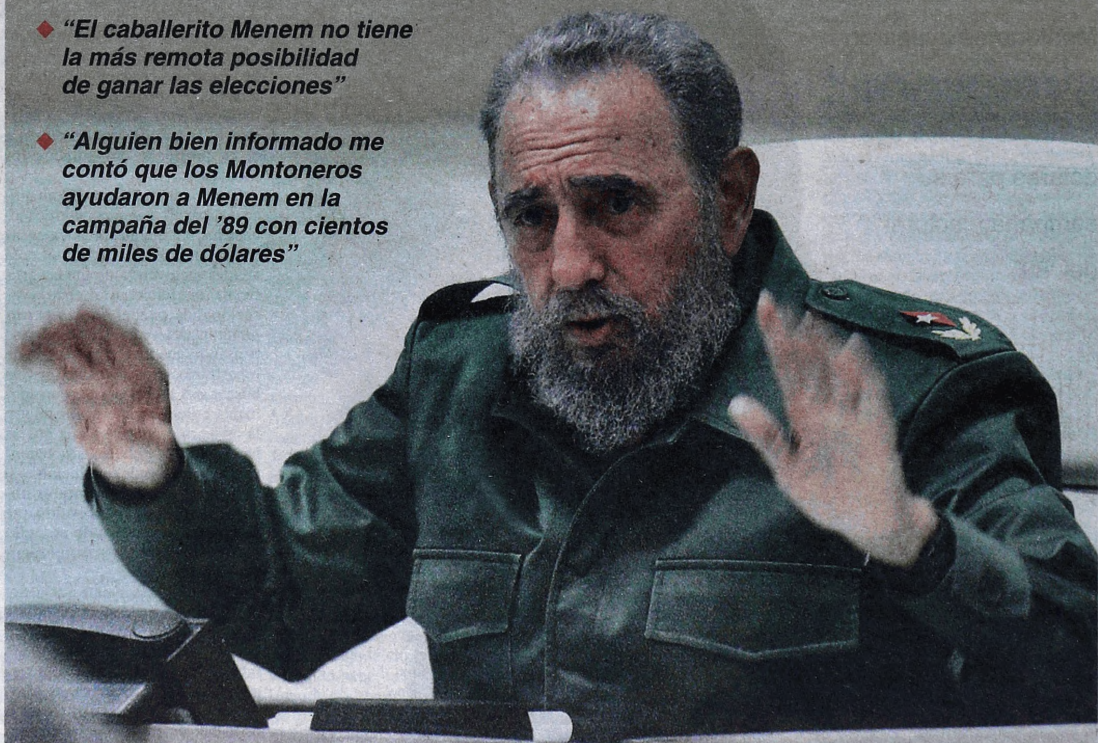 “El caballerito Menem no tiene
la más remota posibilidad
de ganar las elecciones”
“Alguien bien informado me
contó que los Montoneros
ayudaron a Menem en la
campaña del ’89 con cientos
de miles de dólares”